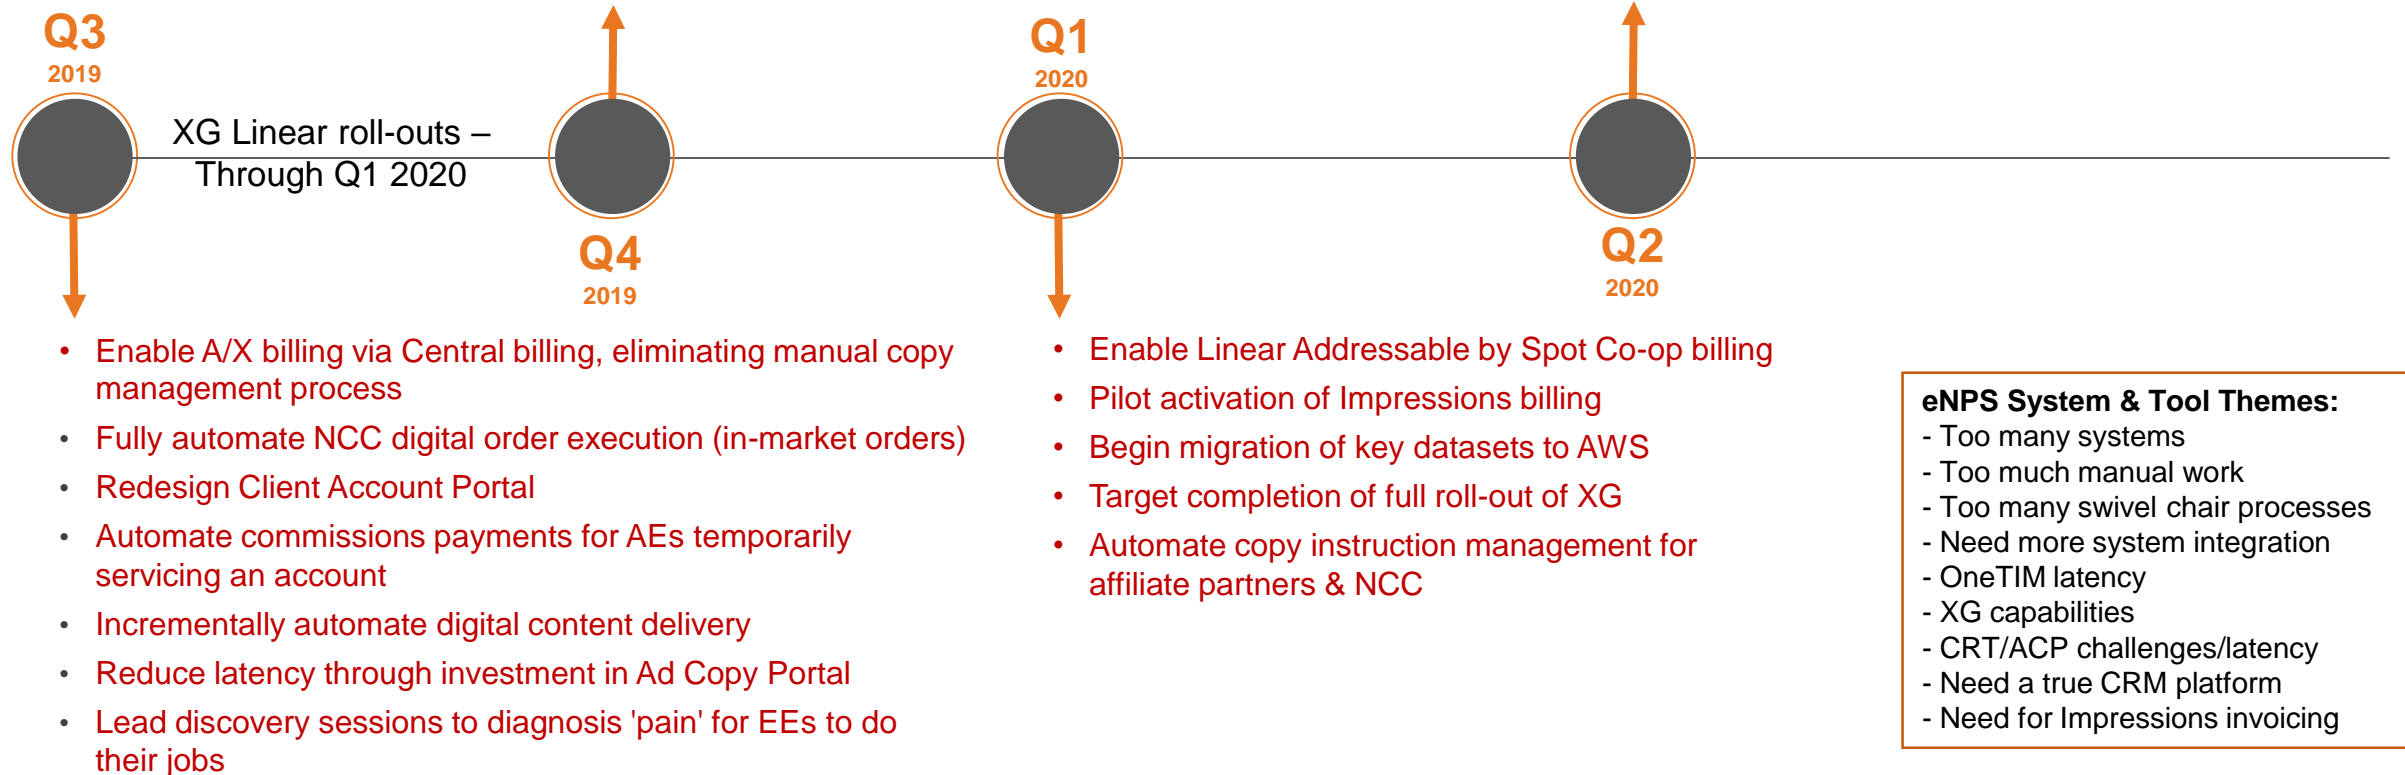 Q3
2019
XG Linear roll-outs –
Through Q1 2020
Q4
2019
Q1
2020
Q2
2020
• Enable A/X billing via Central billing, eliminating manual copy
management process
• Fully automate NCC digital order execution (in-market orders)
• Redesign Client Account Portal
• Automate commissions payments for AEs temporarily
servicing an account
• Incrementally automate digital content delivery
• Reduce latency through investment in Ad Copy Portal
• Lead discovery sessions to diagnosis 'pain' for EEs to do
their jobs
• Enable Linear Addressable by Spot Co-op billing
• Pilot activation of Impressions billing
• Begin migration of key datasets to AWS
• Target completion of full roll-out of XG
• Automate copy instruction management for
affiliate partners & NCC
eNPS System & Tool Themes:
- Too many systems
- Too much manual work
- Too many swivel chair processes
- Need more system integration
- OneTIM latency
- XG capabilities
- CRT/ACP challenges/latency
- Need a true CRM platform
- Need for Impressions invoicing